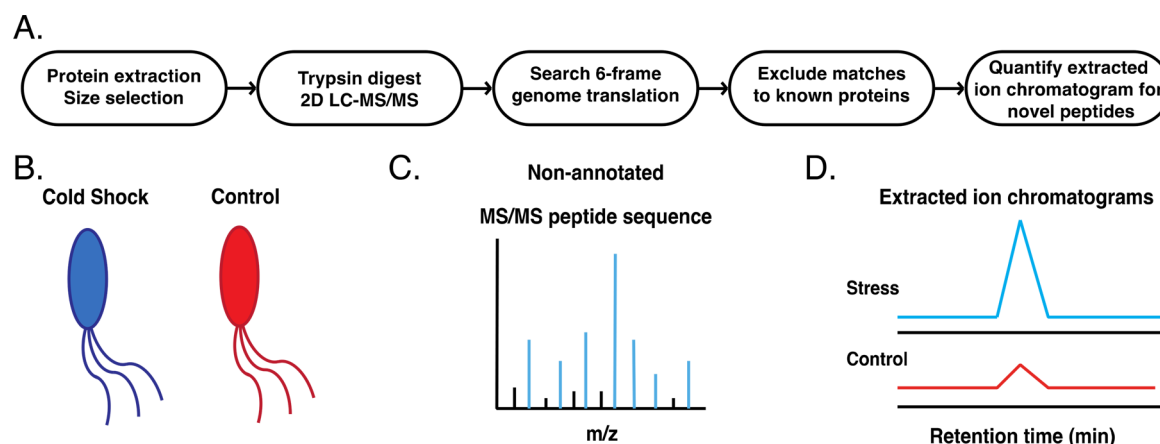 A.
Protein extraction
Size selection
Trypsin digest
2D LC-MS/MS
Search 6-frame
genome translation
Exclude matches
to known proteins
Quantify extracted
ion chromatogram for
novel peptides
B.
Cold Shock
Control
C.
Non-annotated
MS/MS peptide sequence
m/z
D.
Extracted ion chromatograms
Stress
Control
Retention time (min)